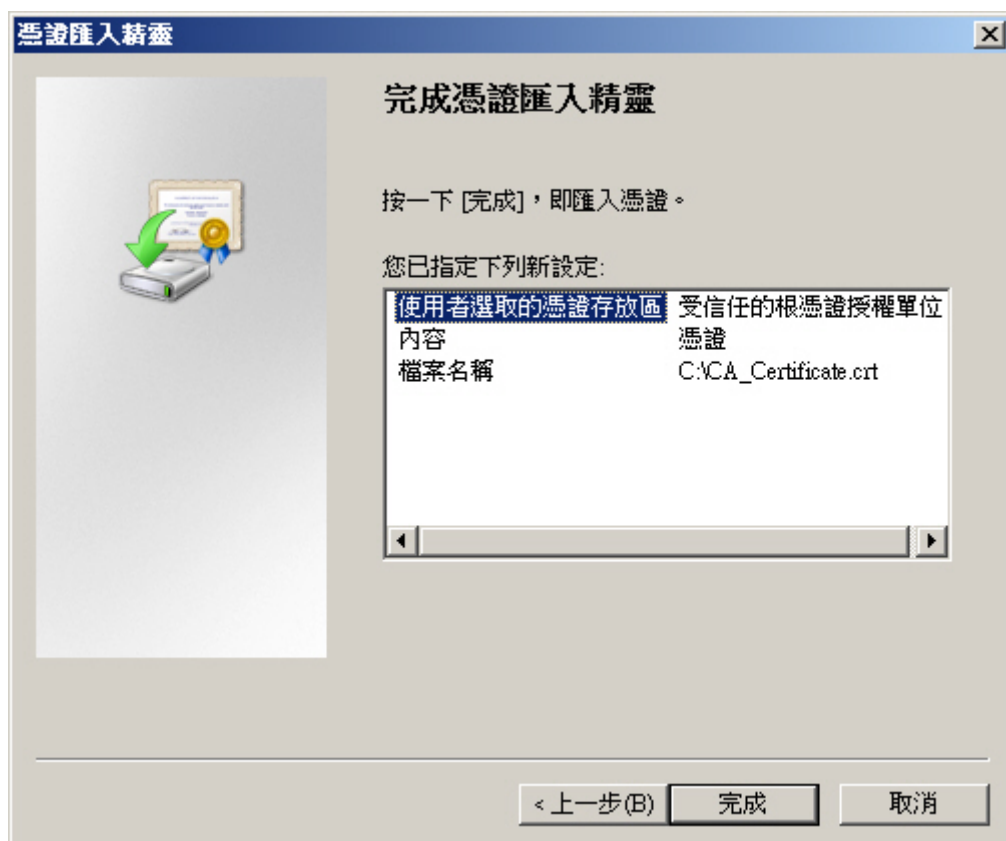 憑證匯入精靈
完成憑證匯入精靈
按一下 [完成]，即匯入憑證。
您已指定下列新設定:
使用者選取的憑證存放區 受信任的根憑證授權單位
內容 憑證
檔案名稱 C:\CA_Certificate.crt
< 上一步(B) 完成 取消